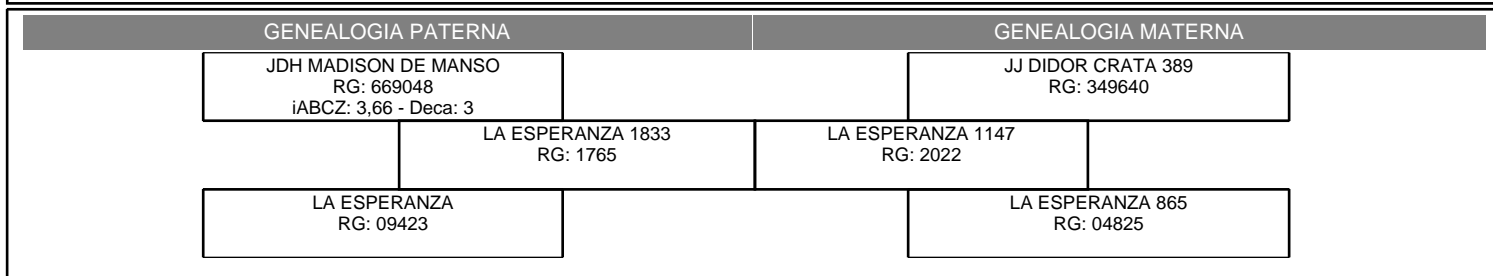 GENEALOGIA PATERNA
GENEALOGIA MATERNA
JDH MADISON DE MANSO
RG: 669048
iABCZ: 3,66 - Deca: 3
JJ DIDOR CRATA 389
RG: 349640
LA ESPERANZA 1833
RG: 1765
LA ESPERANZA 1147
RG: 2022
LA ESPERANZA
RG: 09423
LA ESPERANZA 865
RG: 04825